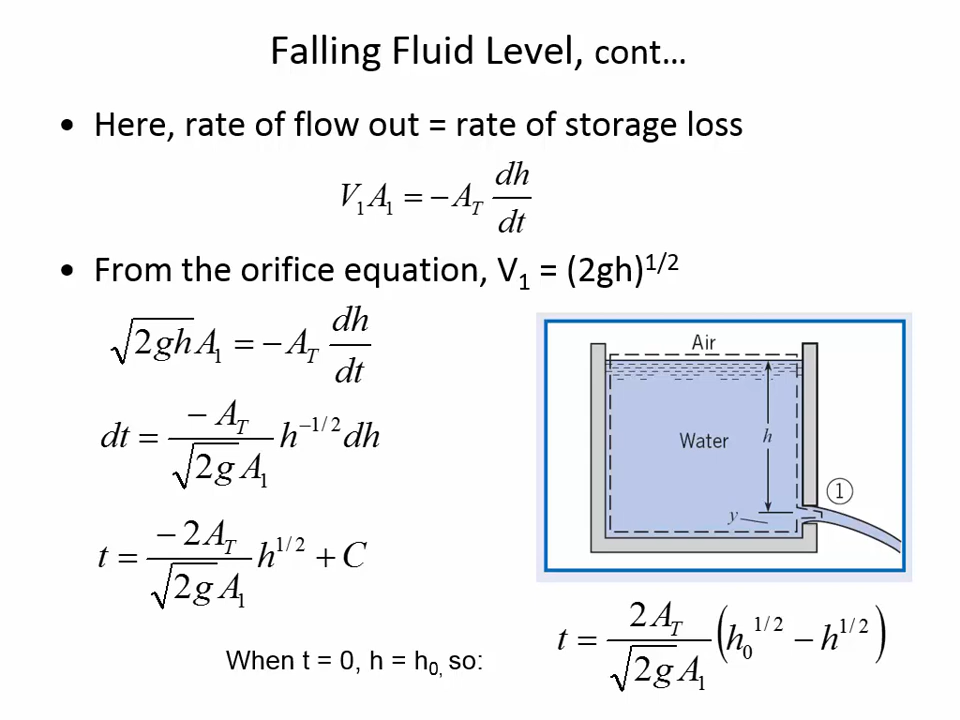 Falling Fluid Level, cont…
• Here, rate of flow out = rate of storage loss
V₁A₁ = −A_T dh/dt
• From the orifice equation, V₁ = (2gh)^1/2
√(2gh) A₁ = −A_T dh/dt
dt = −A_T / (√(2g) A₁) h^−1/2 dh
t = −2A_T / (√(2g) A₁) h^1/2 + C
Air
Water
h
①
y
When t = 0, h = h₀, so:
t = 2A_T / (√(2g) A₁) (h₀^1/2 − h^1/2)